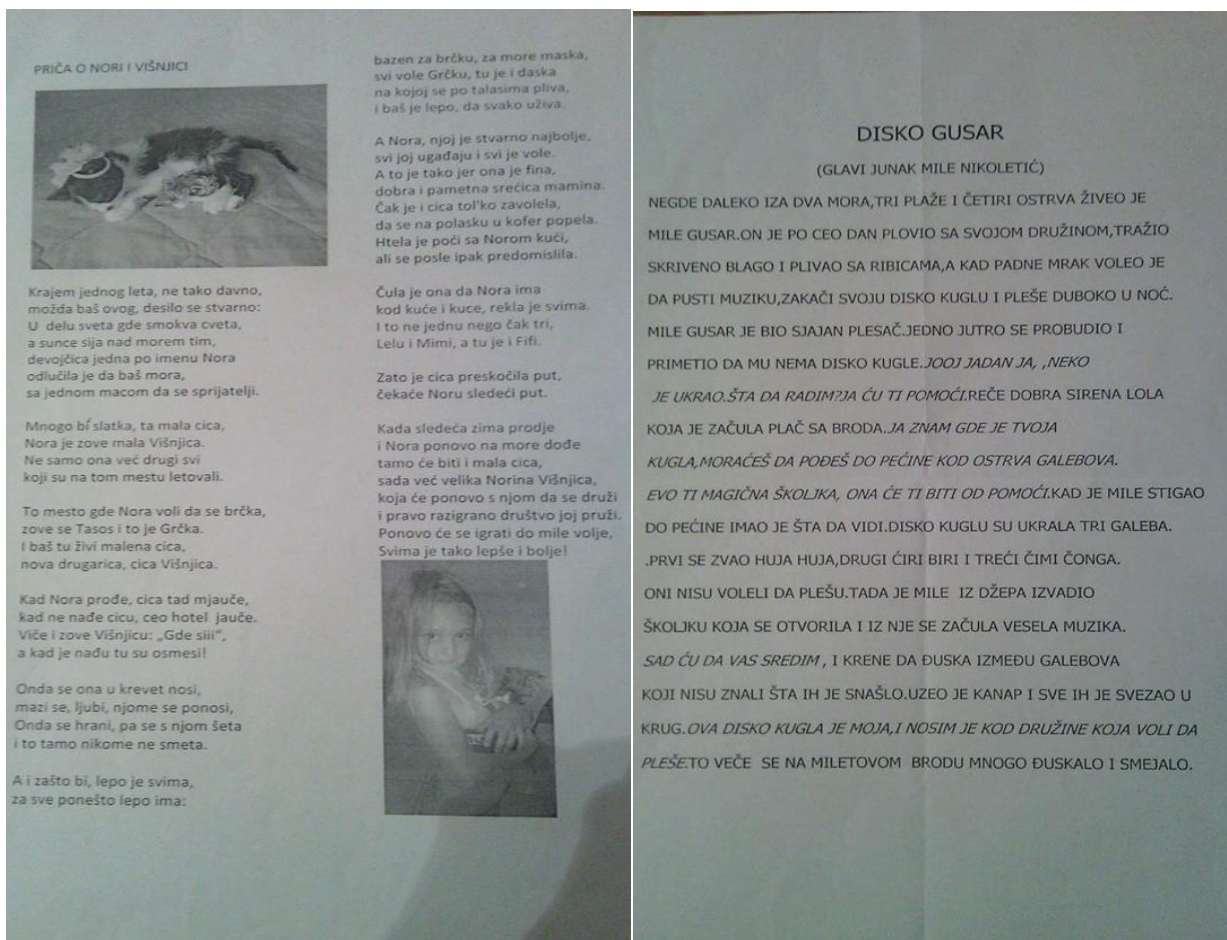 PRIČA O NORI I VIŠNJICI
Krajem jednog leta, ne tako davno,
možda baš ovog, desilo se stvarno:
U delu sveta gde smokva cveta,
a sunce sija nad morem tim,
devojčica jedna po imenu Nora
odlučila je da baš mora,
sa jednom macom da se sprijatelji.
Mnogo bi slatka, ta mala cica,
Nora je zove mala Višnjica.
Ne samo ona već drugi svi
koji su na tom mestu letovali.
To mesto gde Nora voli da se brčka,
zove se Tasos i to je Grčka.
I baš tu živi malena cica,
nova drugarica, cica Višnjica.
Kad Nora prođe, cica tad mjauče,
kad ne nađe cicu, ceo hotel jauče.
Viče i zove Višnjicu: „Gde siii“,
a kad je nađu tu su osmesi!
Onda se ona u krevet nosi,
mazi se, ljubi, njome se ponosi,
Onda se hrani, pa se s njom šeta
i to tamo nikome ne smeta.
A i zašto bi, lepo je svima,
za sve ponešto lepo ima:
bazen za brčku, za more maska,
svi vole Grčku, tu je i daska
na kojoj se po talasima pliva,
i baš je lepo, da svako uživa.
A Nora, njoj je stvarno najbolje,
svi joj ugađaju i svi je vole.
A to je tako jer ona je fina,
dobra i pametna srećica mamina.
Čak je i cica tol'ko zavolela,
da se na polasku u kofer popela.
Htela je poći sa Norom kući,
ali se posle ipak predomislila.
Čula je ona da Nora ima
kod kuće i kuce, rekla je svima.
I to ne jednu nego čak tri,
Lelu i Mimi, a tu je i Fifi.
Zato je cica preskočila put,
čekaće Noru sledeći put.
Kada sledeća zima prodje
i Nora ponovo na more dođe
tamo će biti i mala cica,
sada već velika Norina Višnjica,
koja će ponovo s njom da se druži
i pravo razigrano društvo joj pruži.
Ponovo će se igrati do mile volje,
Svima je tako lepše i bolje!
DISKO GUSAR
(GLAVI JUNAK MILE NIKOLETIĆ)
NEGDE DALEKO IZA DVA MORA,TRI PLAŽE I ČETIRI OSTRVA ŽIVEO JE
MILE GUSAR.ON JE PO CEO DAN PLOVIO SA SVOJOM DRUŽINOM,TRAŽIO
SKRIVENO BLAGO I PLIVAO SA RIBICAMA,A KAD PADNE MRAK VOLEO JE
DA PUSTI MUZIKU,ZAKAČI SVOJU DISKO KUGLU I PLEŠE DUBOKO U NOĆ.
MILE GUSAR JE BIO SJAJAN PLESAČ.JEDNO JUTRO SE PROBUDIO I
PRIMETIO DA MU NEMA DISKO KUGLE.JOOJ JADAN JA, ,NEKO
JE UKRAO.ŠTA DA RADIM?JA ĆU TI POMOĆI.REČE DOBRA SIRENA LOLA
KOJA JE ZAČULA PLAČ SA BRODA.JA ZNAM GDE JE TVOJA
KUGLA,MORAĆEŠ DA POĐEŠ DO PEĆINE KOD OSTRVA GALEBOVA.
EVO TI MAGIČNA ŠKOLJKA, ONA ĆE TI BITI OD POMOĆI.KAD JE MILE STIGAO
DO PEĆINE IMAO JE ŠTA DA VIDI.DISKO KUGLU SU UKRALA TRI GALEBA.
.PRVI SE ZVAO HUJA HUJA,DRUGI ĆIRI BIRI I TREĆI ČIMI ČONGA.
ONI NISU VOLELI DA PLEŠU.TADA JE MILE IZ DŽEPA IZVADIO
ŠKOLJKU KOJA SE OTVORILA I IZ NJE SE ZAČULA VESELA MUZIKA.
SAD ĆU DA VAS SREDIM , I KRENE DA ĐUSKA IZMEĐU GALEBOVA
KOJI NISU ZNALI ŠTA IH JE SNAŠLO.UZEO JE KANAP I SVE IH JE SVEZAO U
KRUG.OVA DISKO KUGLA JE MOJA,I NOSIM JE KOD DRUŽINE KOJA VOLI DA
PLEŠE.TO VEČE SE NA MILETOVOM BRODU MNOGO ĐUSKALO I SMEJALO.